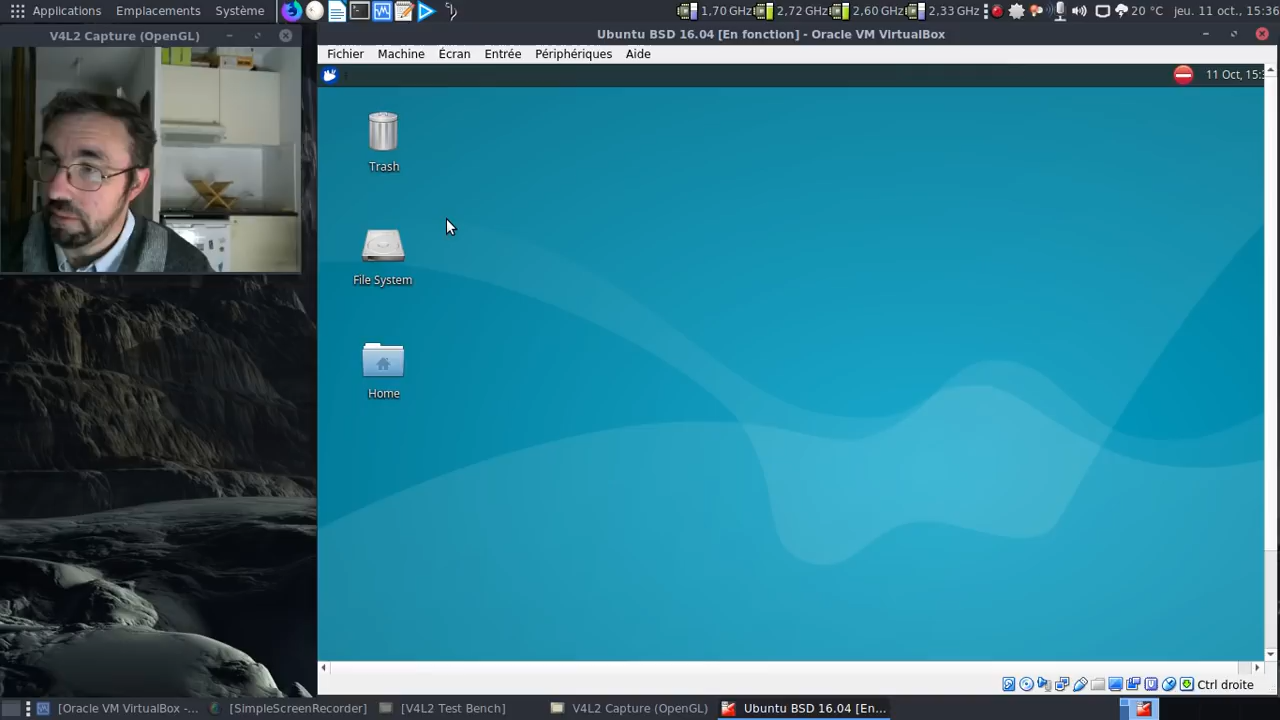 Applications Emplacements Système 1,70 GHz 2,72 GHz 2,60 GHz 2,33 GHz 20 °C jeu. 11 oct., 15:36
V4L2 Capture (OpenGL)
Ubuntu BSD 16.04 [En fonction] - Oracle VM VirtualBox
Fichier Machine Écran Entrée Périphériques Aide
11 Oct, 15:3
Trash
File System
Home
Ctrl droite
[Oracle VM VirtualBox -... [SimpleScreenRecorder] [V4L2 Test Bench] V4L2 Capture (OpenGL) Ubuntu BSD 16.04 [En...